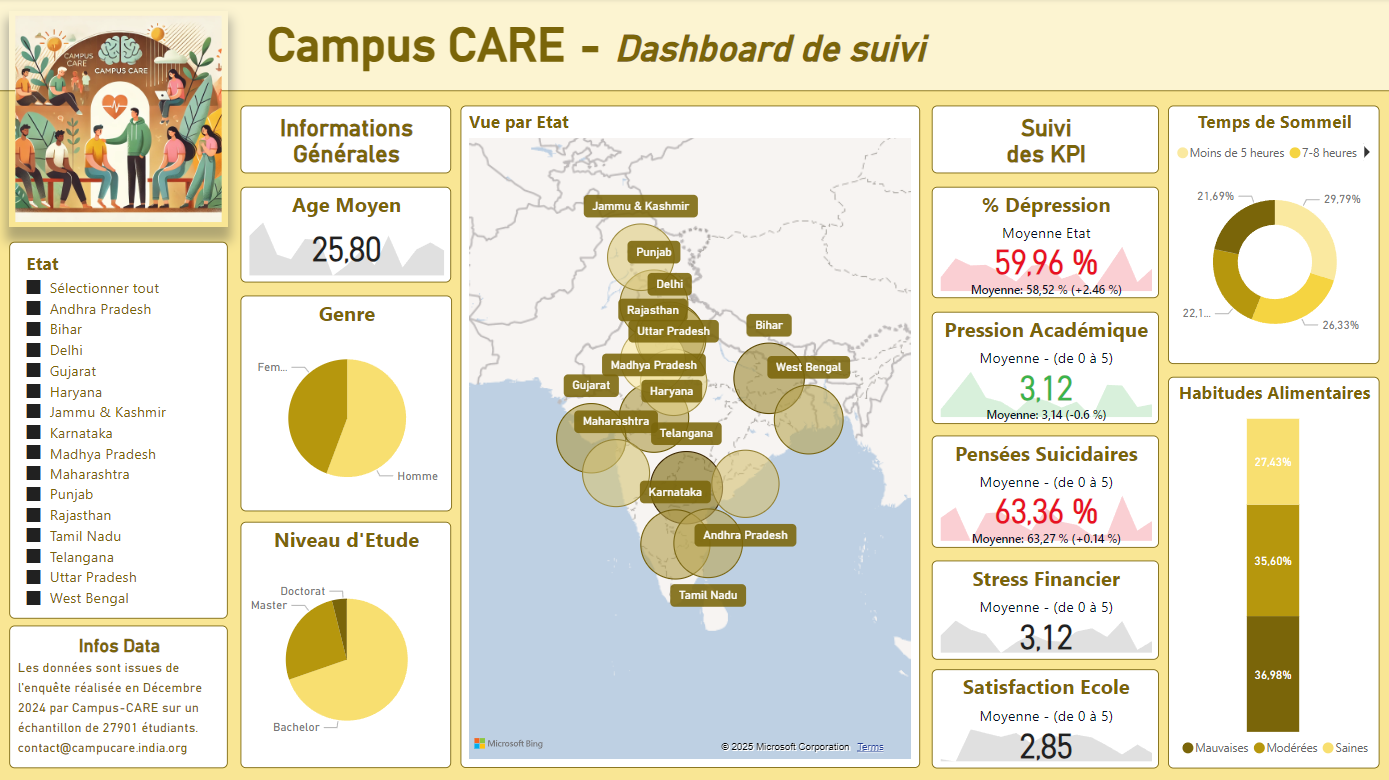 CAMPUS
CARE
CAMPUS CARE
Campus CARE - Dashboard de suivi
Etat
Sélectionner tout
Andhra Pradesh
Bihar
Delhi
Gujarat
Haryana
Jammu & Kashmir
Karnataka
Madhya Pradesh
Maharashtra
Punjab
Rajasthan
Tamil Nadu
Telangana
Uttar Pradesh
West Bengal
Infos Data
Les données sont issues de
l'enquête réalisée en Décembre
2024 par Campus-CARE sur un
échantillon de 27901 étudiants.
contact@campucare.india.org
Informations
Générales
Age Moyen
25,80
Genre
Fem...
Homme
Niveau d'Etude
Doctorat
Master
Bachelor
Vue par Etat
Jammu & Kashmir
Punjab
Delhi
Rajasthan
Uttar Pradesh
Bihar
Madhya Pradesh
West Bengal
Gujarat
Haryana
Maharashtra
Telangana
Karnataka
Andhra Pradesh
Tamil Nadu
Microsoft Bing
© 2025 Microsoft Corporation Terms
Suivi
des KPI
% Dépression
Moyenne Etat
59,96 %
Moyenne: 58,52 % (+2.46 %)
Pression Académique
Moyenne - (de 0 à 5)
3,12
Moyenne: 3,14 (-0.6 %)
Pensées Suicidaires
Moyenne - (de 0 à 5)
63,36 %
Moyenne: 63,27 % (+0.14 %)
Stress Financier
Moyenne - (de 0 à 5)
3,12
Satisfaction Ecole
Moyenne - (de 0 à 5)
2,85
Temps de Sommeil
Moins de 5 heures 7-8 heures
21,69%
29,79%
22,1...
26,33%
Habitudes Alimentaires
27,43%
35,60%
36,98%
Mauvaises Modérées Saines